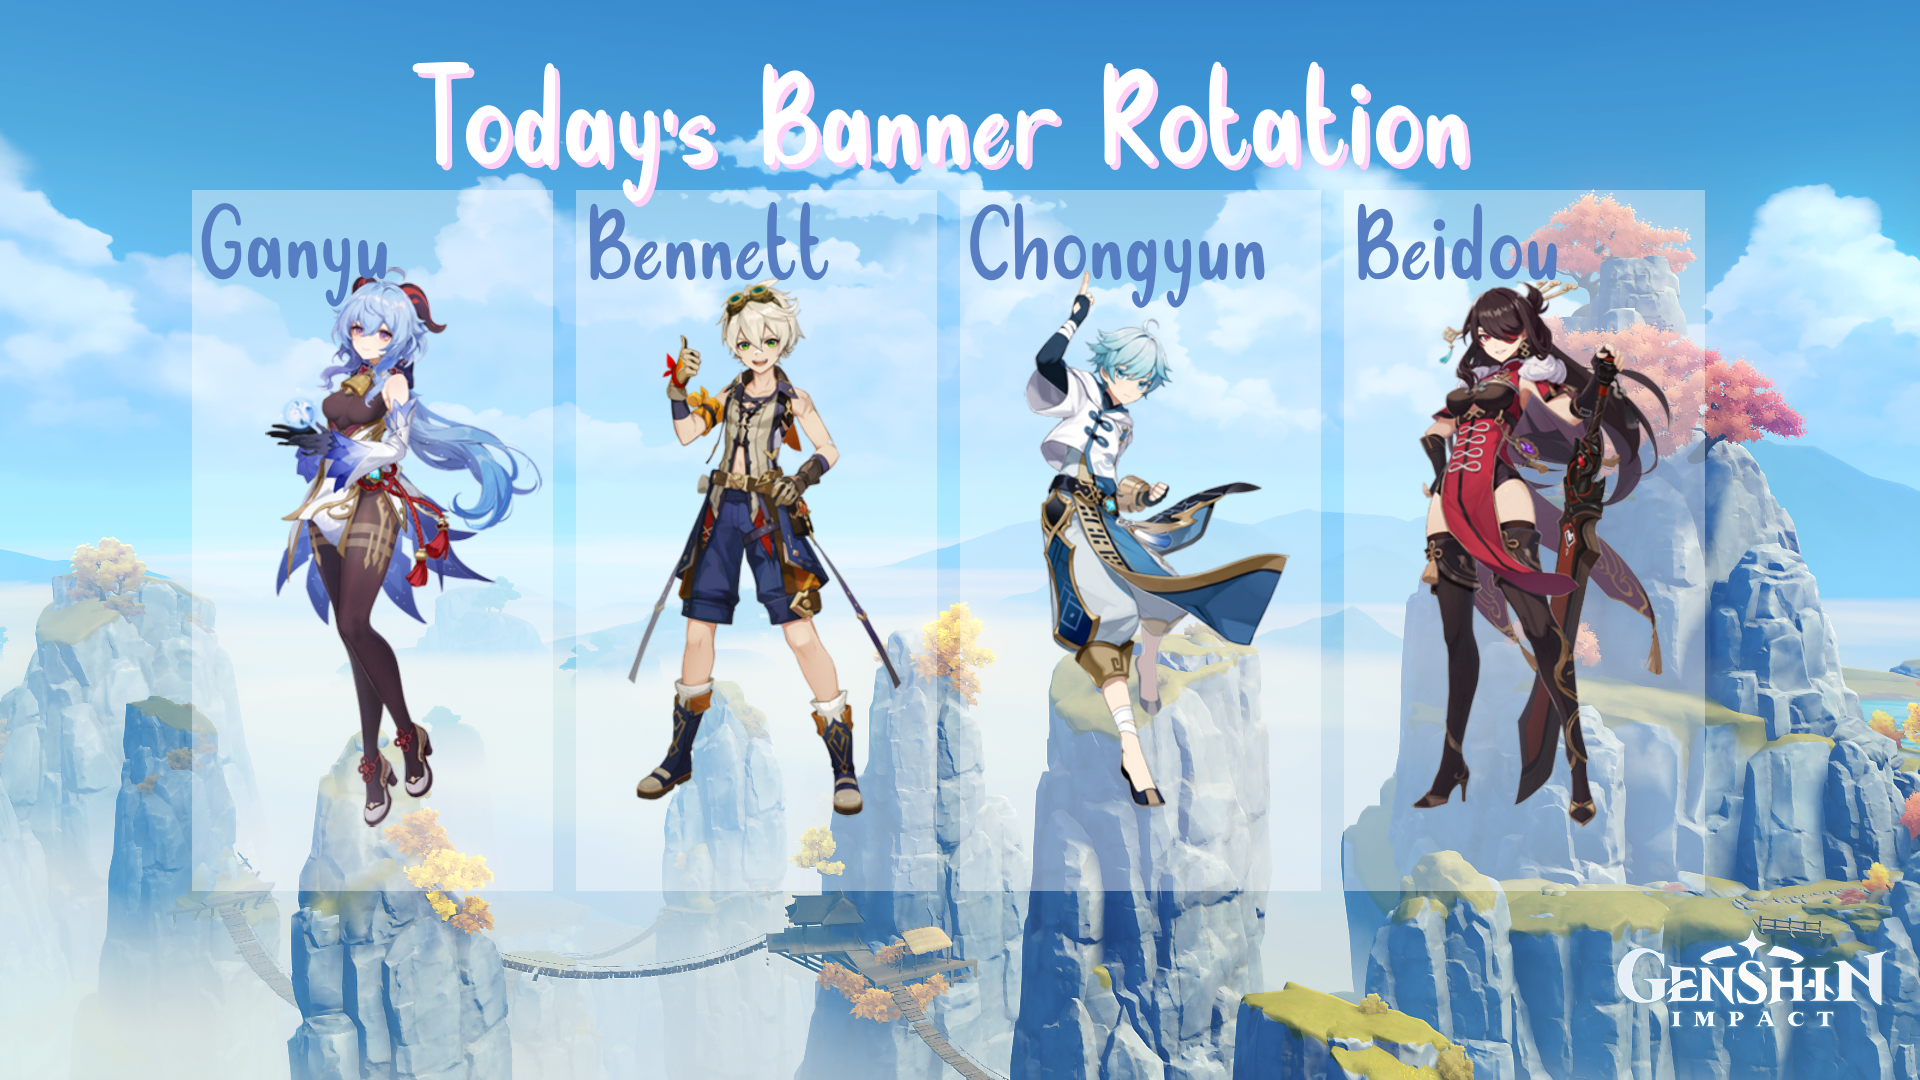 Today's Banner Rotation
Ganyu
Bennett
Chongyun
Beidou
GENSHIN
IMPACT